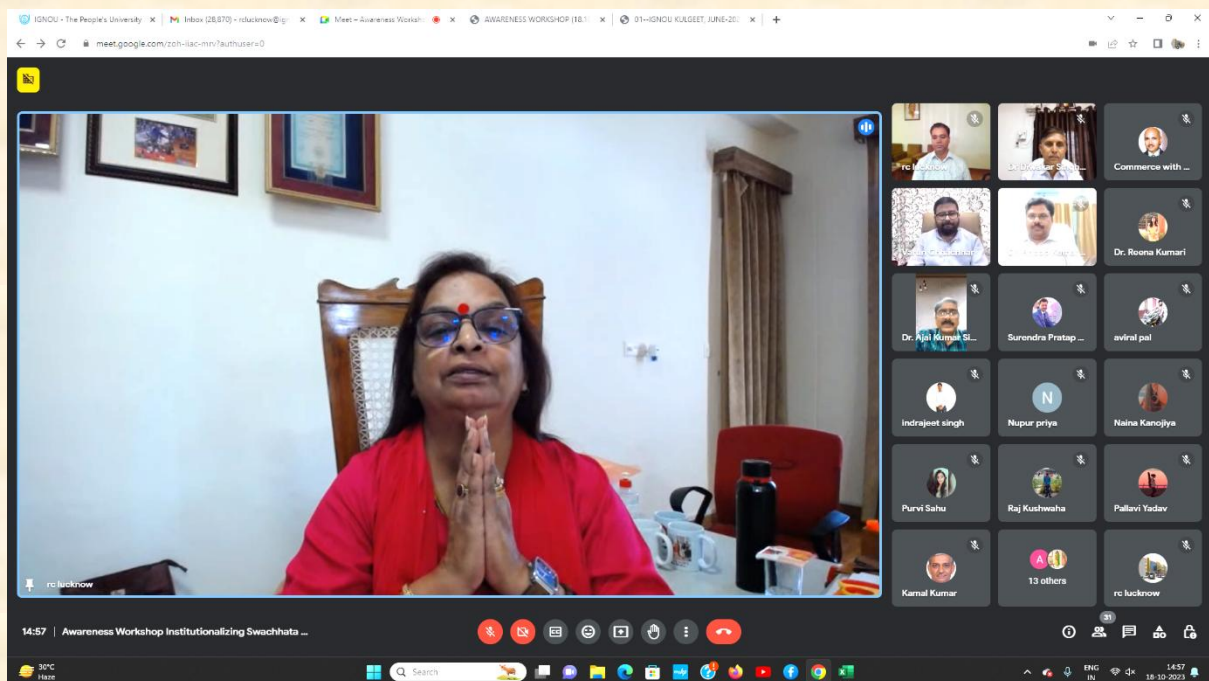 IGNOU - The People's University
Inbox (28,870) - rclucknow@ig
Meet – Awareness Worksh
AWARENESS WORKSHOP (18.1
01--IGNOU KULGEET, JUNE-20
meet.google.com/zoh-iiac-mrv?authuser=0
rc lucknow
Commerce with ...
Dr. Reena Kumari
Dr. Ajai Kumar Si...
Surendra Pratap ...
aviral pal
indrajeet singh
N
Nupur priya
Naina Kanojiya
Purvi Sahu
Raj Kushwaha
Pallavi Yadav
Kamal Kumar
A
13 others
rc lucknow
rc lucknow
14:57 | Awareness Workshop Institutionalizing Swachhata ...
31
30°C
Haze
Search
ENG
IN
14:57
18-10-2023